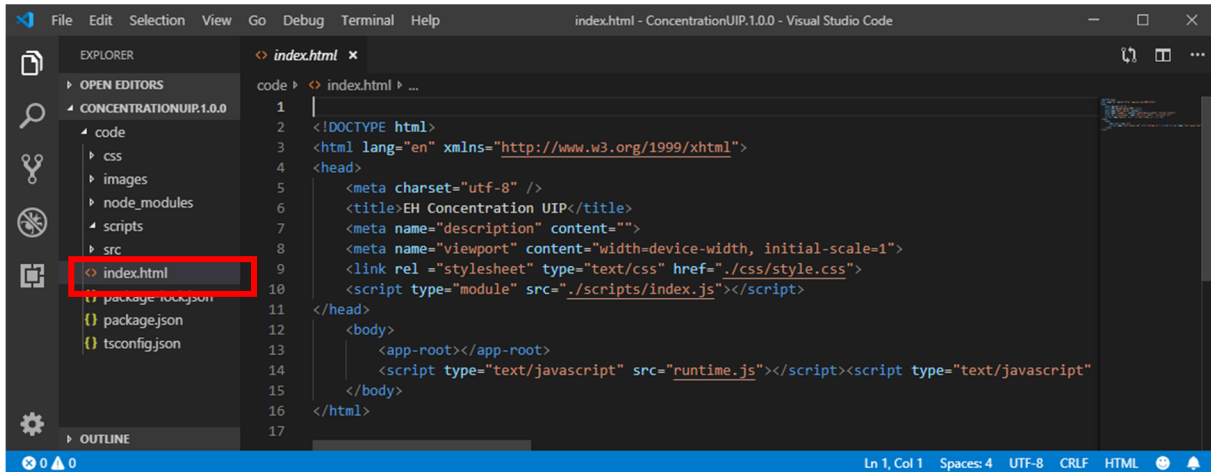 File Edit Selection View Go Debug Terminal Help index.html - ConcentrationUIP.1.0.0 - Visual Studio Code
EXPLORER
OPEN EDITORS
CONCENTRATIONUIP.1.0.0
code
css
images
node_modules
scripts
src
index.html
package-lock.json
package.json
tsconfig.json
OUTLINE
index.html
code index.html ...
1
2 <!DOCTYPE html>
3 <html lang="en" xmlns="http://www.w3.org/1999/xhtml">
4 <head>
5 <meta charset="utf-8" />
6 <title>EH Concentration UIP</title>
7 <meta name="description" content="">
8 <meta name="viewport" content="width=device-width, initial-scale=1">
9 <link rel ="stylesheet" type="text/css" href="./css/style.css">
10 <script type="module" src="./scripts/index.js"></script>
11 </head>
12 <body>
13 <app-root></app-root>
14 <script type="text/javascript" src="runtime.js"></script><script type="text/javascript"
15 </body>
16 </html>
17
0 0 Ln 1, Col 1 Spaces: 4 UTF-8 CRLF HTML